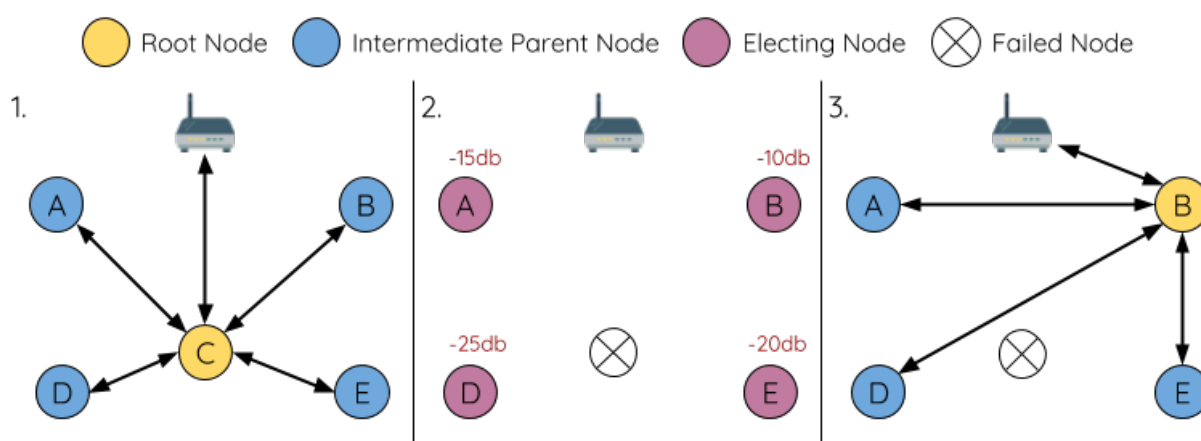 Root Node Intermediate Parent Node Electing Node Failed Node
1.
A
B
C
D
E
2.
-15db
-10db
A
B
-25db
-20db
D
E
3.
A
B
D
E